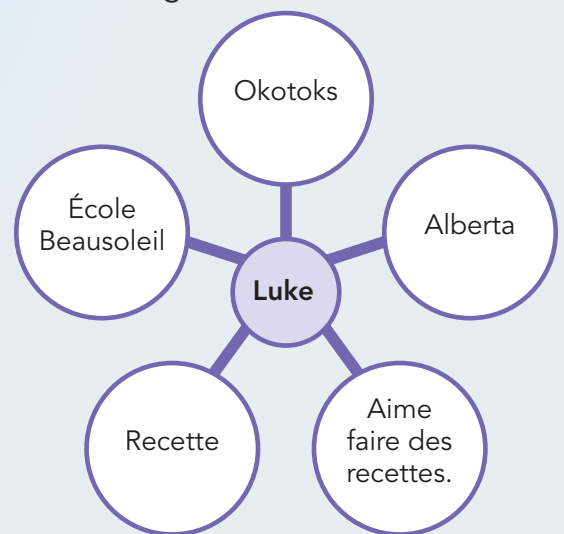 Okotoks
École
Beausoleil
Alberta
Luke
Recette
Aime
faire des
recettes.